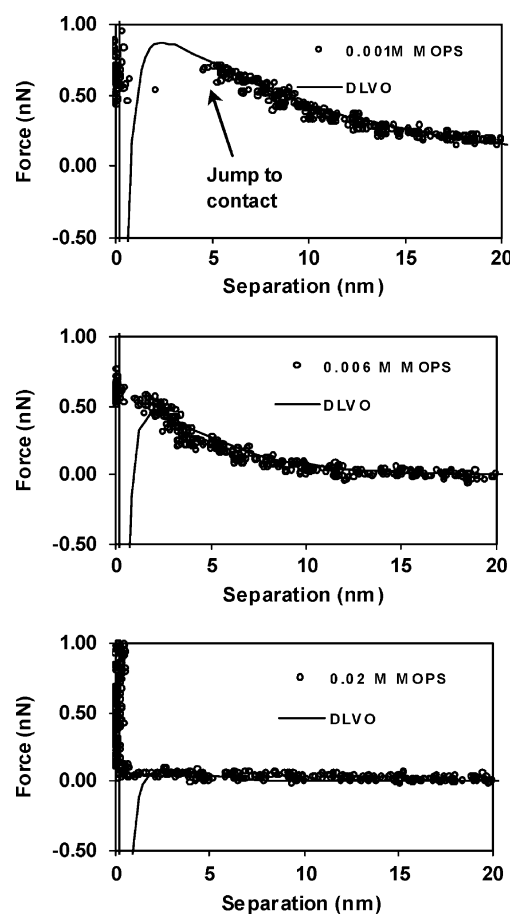 1.00
0.001M MOPS
DLVO
0.50
0.00
Jump to
contact
-0.50
0 5 10 15 20
Force (nN)
Separation (nm)
1.00
0.006 M MOPS
DLVO
0.50
0.00
-0.50
0 5 10 15 20
Force (nN)
Separation (nm)
1.00
0.02 M MOPS
DLVO
0.50
0.00
-0.50
0 5 10 15 20
Force (nN)
Separation (nm)